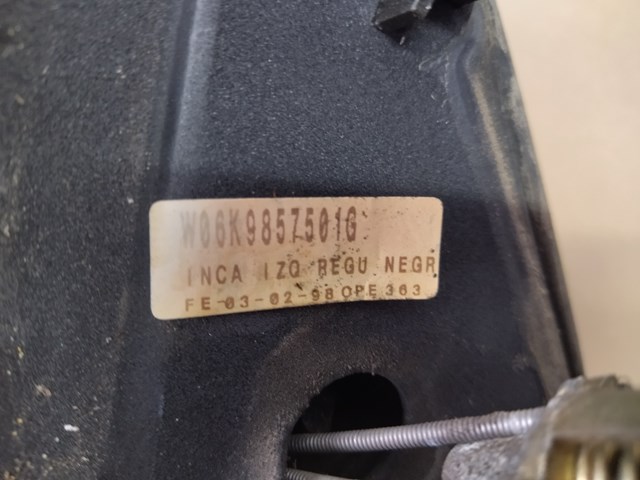 W06K9857501G
INCA IZQ REGU NEGR
FE-03-02-98 OPE 363